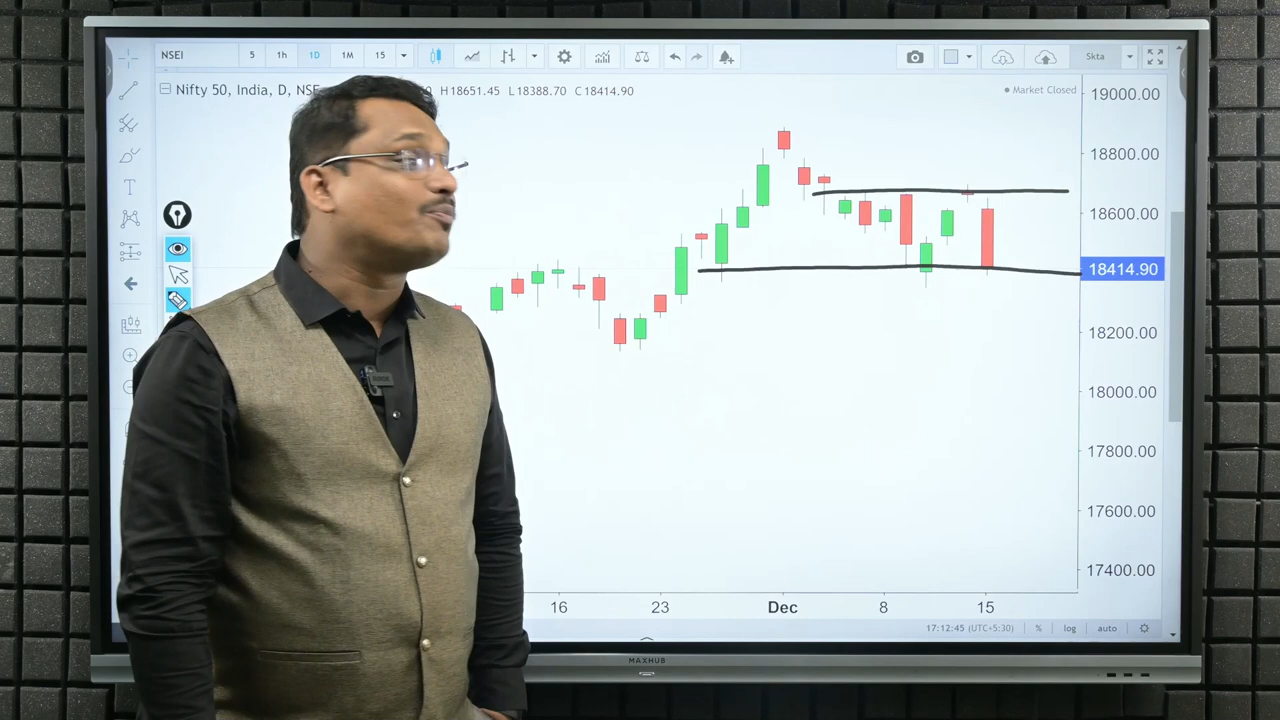 NSEI 5 1h 1D 1M 15 Skta
Nifty 50, India, D, NSE H18651.45 L18388.70 C18414.90
Market Closed
19000.00
18800.00
18600.00
18414.90
18200.00
18000.00
17800.00
17600.00
17400.00
16 23 Dec 8 15
17:12:45 (UTC+5:30) % log auto
MAXHUB